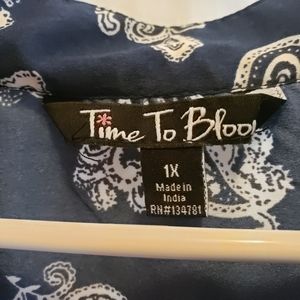 Time To Bloo
1X
Made in
India
RN#134781